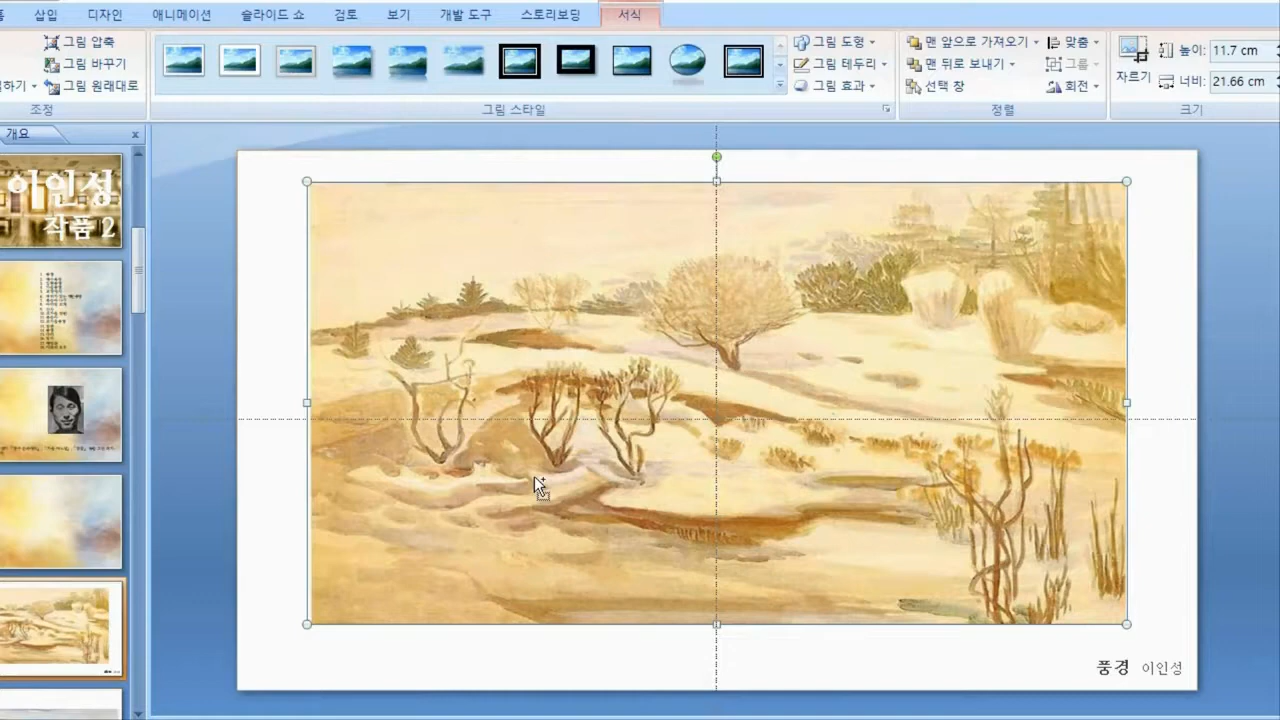 삽입 디자인 애니메이션 슬라이드 쇼 검토 보기 개발 도구 스토리보딩 서식
그림 압축
그림 바꾸기
그림 원래대로
조정
그림 스타일
그림 도형
그림 테두리
그림 효과
맨 앞으로 가져오기
맨 뒤로 보내기
선택 창
맞춤
그룹
회전
정렬
자르기
높이: 11.7 cm
너비: 21.66 cm
크기
개요 x
이인성
작품 2
풍경 이인성